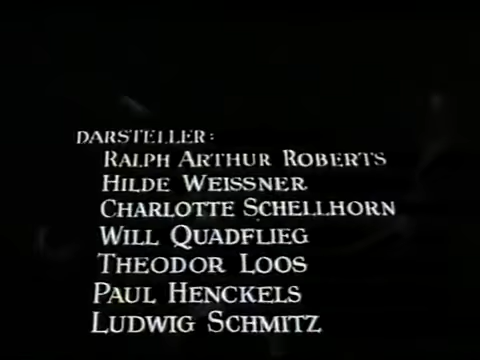 DARSTELLER:
RALPH ARTHUR ROBERTS
HILDE WEISSNER
CHARLOTTE SCHELLHORN
WILL QUADFLIEG
THEODOR LOOS
PAUL HENCKELS
LUDWIG SCHMITZ